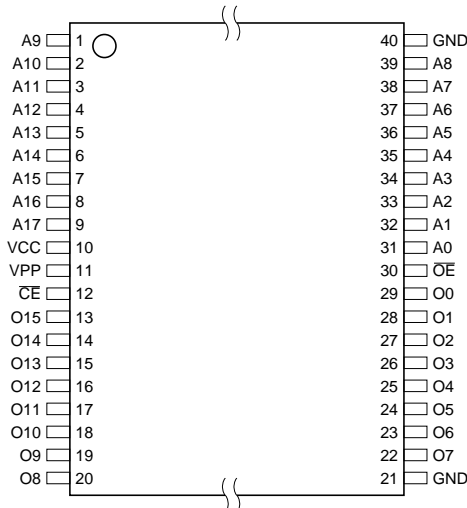 A9 1 40 GND
A10 2 39 A8
A11 3 38 A7
A12 4 37 A6
A13 5 36 A5
A14 6 35 A4
A15 7 34 A3
A16 8 33 A2
A17 9 32 A1
VCC 10 31 A0
VPP 11 30 O̅E̅
C̅E̅ 12 29 O0
O15 13 28 O1
O14 14 27 O2
O13 15 26 O3
O12 16 25 O4
O11 17 24 O5
O10 18 23 O6
O9 19 22 O7
O8 20 21 GND